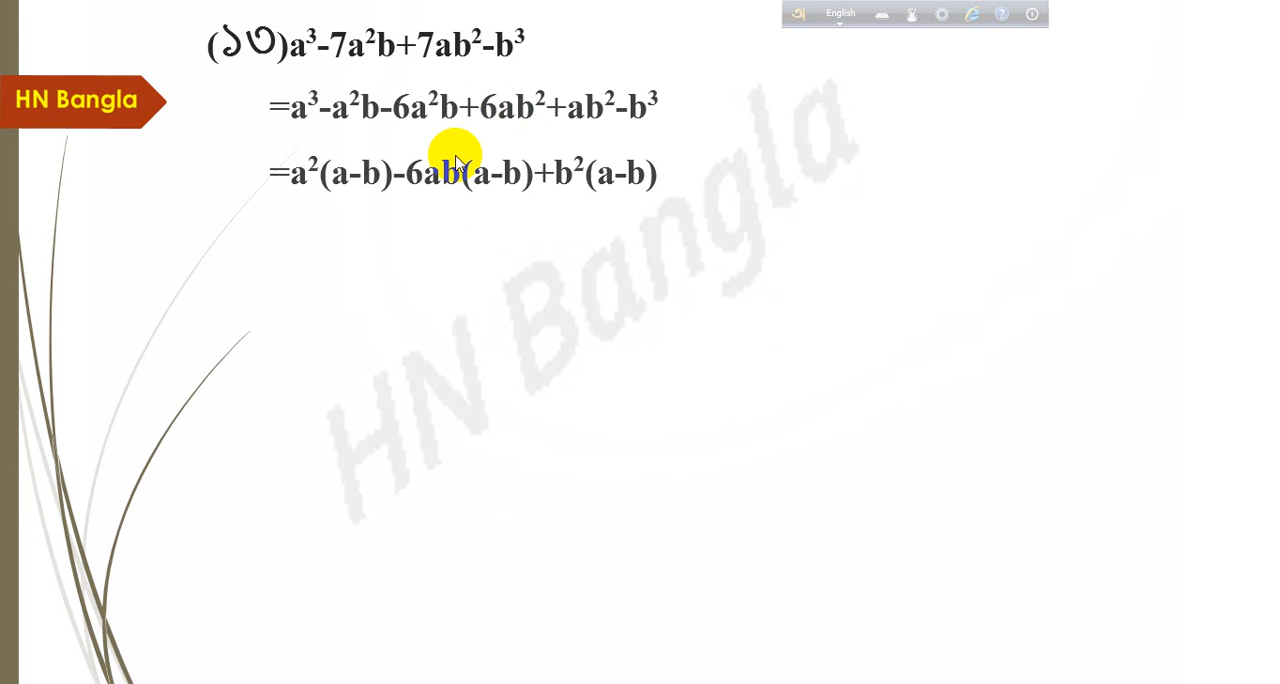 English
(১৩)a³-7a²b+7ab²-b³
HN Bangla
=a³-a²b-6a²b+6ab²+ab²-b³
=a²(a-b)-6ab(a-b)+b²(a-b)
HN Bangla